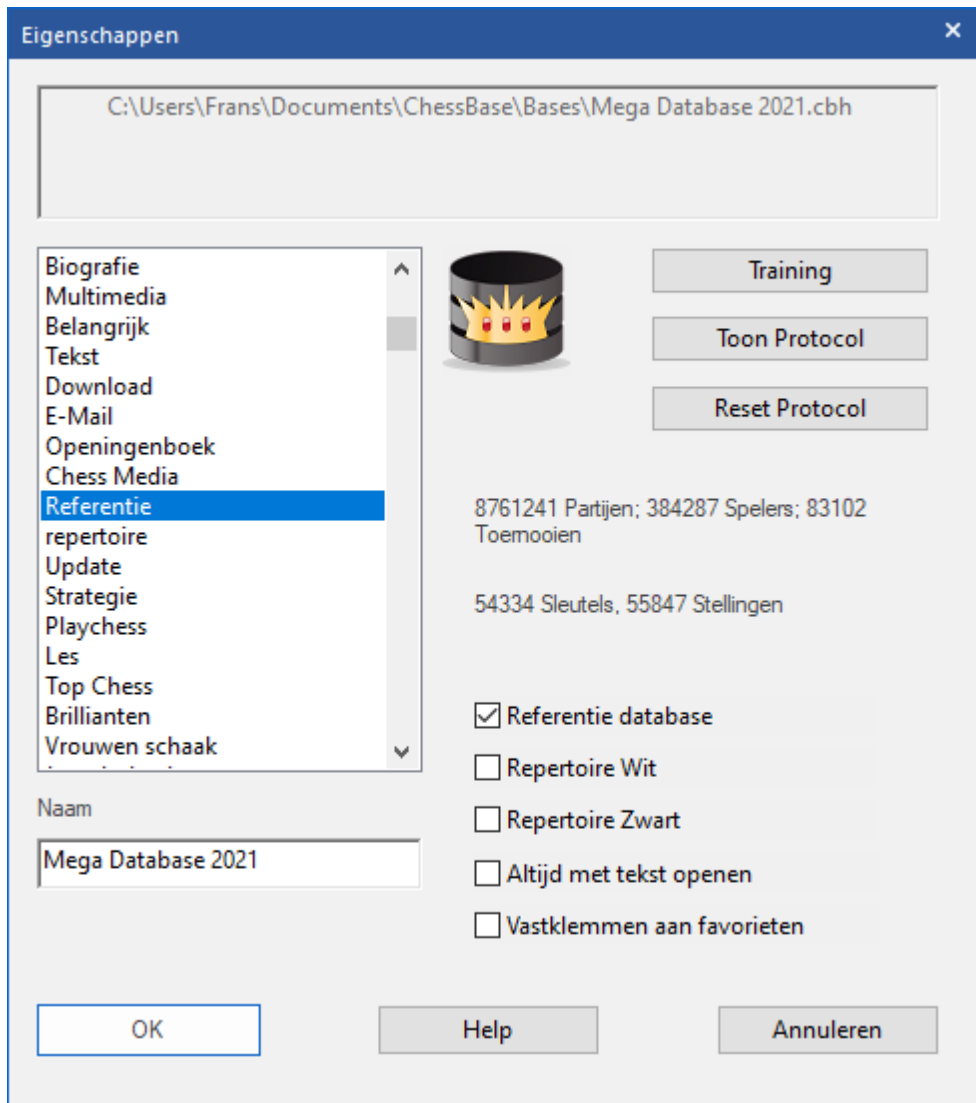 Eigenschappen
C:\Users\Frans\Documents\ChessBase\Bases\Mega Database 2021.cbh
Biografie
Multimedia
Belangrijk
Tekst
Download
E-Mail
Openingenboek
Chess Media
Referentie
repertoire
Update
Strategie
Playchess
Les
Top Chess
Brillianten
Vrouwen schaak
Training
Toon Protocol
Reset Protocol
8761241 Partijen; 384287 Spelers; 83102
Toernooien
54334 Sleutels, 55847 Stellingen
Referentie database
Repertoire Wit
Repertoire Zwart
Altijd met tekst openen
Vastklemmen aan favorieten
Naam
Mega Database 2021
OK
Help
Annuleren